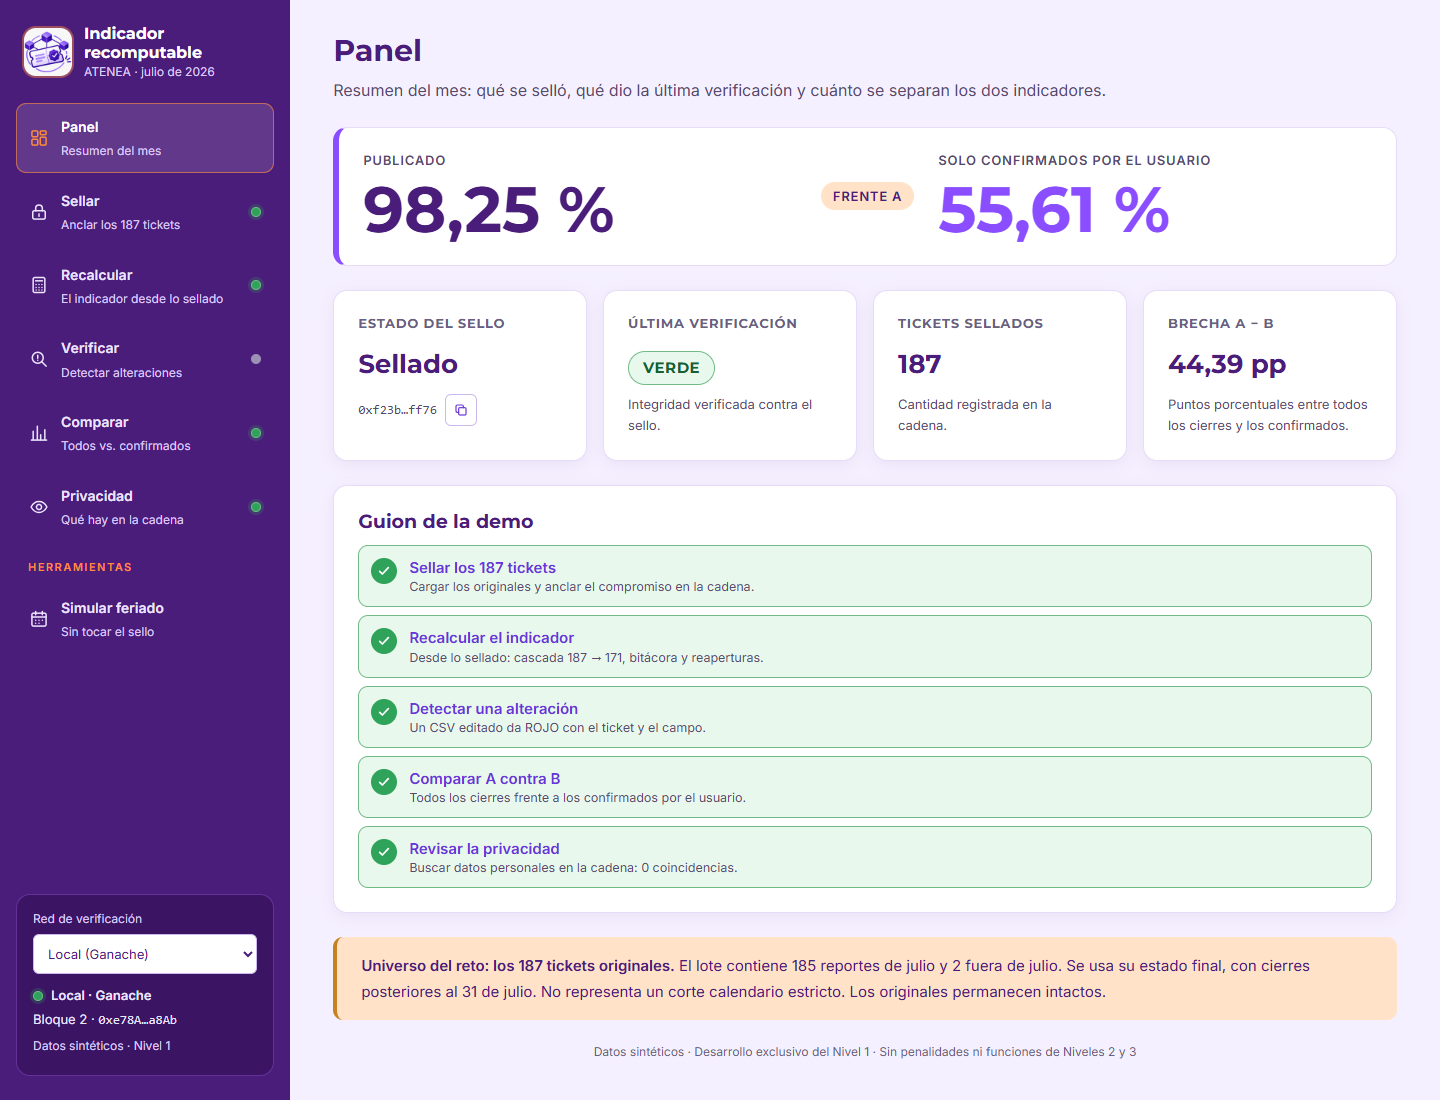 Indicador
recomputable
ATENEA · julio de 2026
Panel
Resumen del mes
Sellar
Anclar los 187 tickets
Recalcular
El indicador desde lo sellado
Verificar
Detectar alteraciones
Comparar
Todos vs. confirmados
Privacidad
Qué hay en la cadena
HERRAMIENTAS
Simular feriado
Sin tocar el sello
Red de verificación
Local (Ganache)
Local · Ganache
Bloque 2 · 0xe78A…a8Ab
Datos sintéticos · Nivel 1
Panel
Resumen del mes: qué se selló, qué dio la última verificación y cuánto se separan los dos indicadores.
PUBLICADO
98,25 %
FRENTE A
SOLO CONFIRMADOS POR EL USUARIO
55,61 %
ESTADO DEL SELLO
Sellado
0xf23b…ff76
ÚLTIMA VERIFICACIÓN
VERDE
Integridad verificada contra el
sello.
TICKETS SELLADOS
187
Cantidad registrada en la
cadena.
BRECHA A − B
44,39 pp
Puntos porcentuales entre todos
los cierres y los confirmados.
Guion de la demo
Sellar los 187 tickets
Cargar los originales y anclar el compromiso en la cadena.
Recalcular el indicador
Desde lo sellado: cascada 187 → 171, bitácora y reaperturas.
Detectar una alteración
Un CSV editado da ROJO con el ticket y el campo.
Comparar A contra B
Todos los cierres frente a los confirmados por el usuario.
Revisar la privacidad
Buscar datos personales en la cadena: 0 coincidencias.
Universo del reto: los 187 tickets originales. El lote contiene 185 reportes de julio y 2 fuera de julio. Se usa su estado final, con cierres
posteriores al 31 de julio. No representa un corte calendario estricto. Los originales permanecen intactos.
Datos sintéticos · Desarrollo exclusivo del Nivel 1 · Sin penalidades ni funciones de Niveles 2 y 3